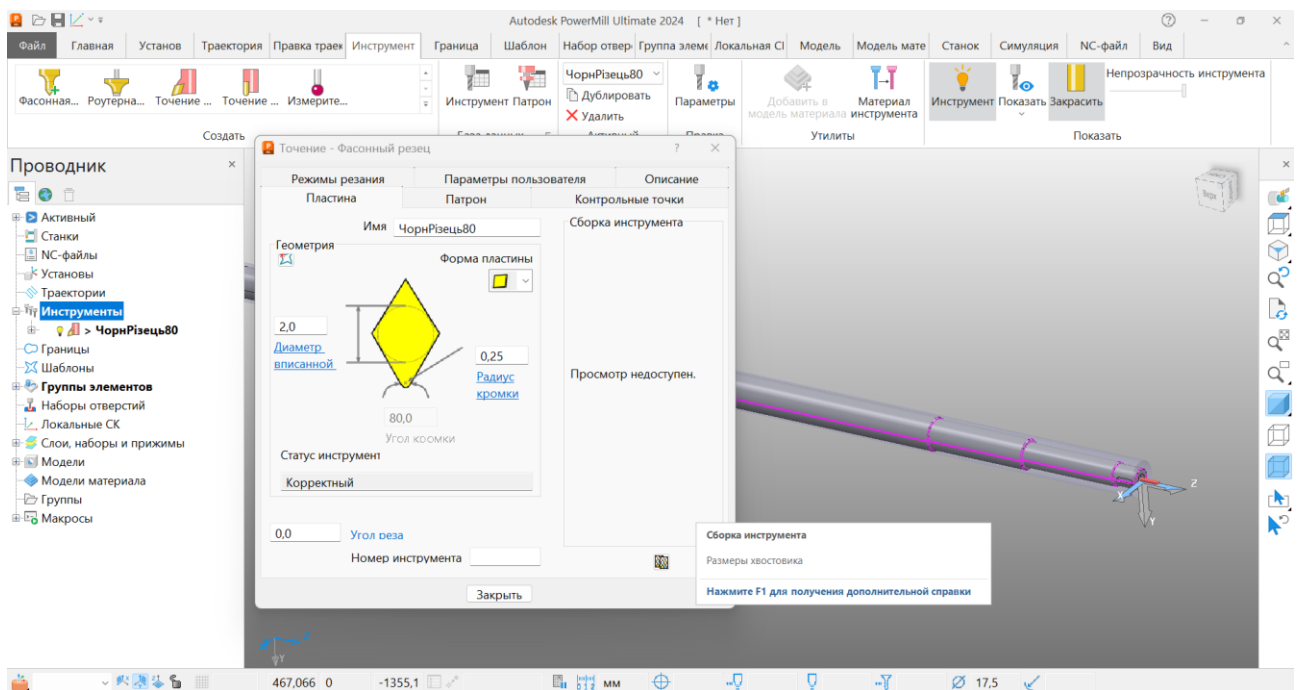 Autodesk PowerMill Ultimate 2024 [ * Нет ]
Файл Главная Установ Траектория Правка траек Инструмент Граница Шаблон Набор отвер Группа элеме Локальная СІ Модель Модель мате Станок Симуляция NC-файл Вид
Фасонная... Роутерна... Точение ... Точение ... Измерите...
Инструмент Патрон
ЧорнРізець80
Дублировать
Удалить
Параметры
Добавить в модель материала
Материал инструмента
Инструмент Показать Закрасить
Непрозрачность инструмента
Создать
Утилиты
Показать
Проводник
Активный
Станки
NC-файлы
Установы
Траектории
Инструменты
> ЧорнРізець80
Границы
Шаблоны
Группы элементов
Наборы отверстий
Локальные СК
Слои, наборы и прижимы
Модели
Модели материала
Группы
Макросы
Точение - Фасонный резец ?
Режимы резания Параметры пользователя Описание
Пластина Патрон Контрольные точки
Имя ЧорнРізець80
Геометрия
Форма пластины
2,0
Диаметр
вписанной
0,25
Радиус
кромки
80,0
Угол кромки
Статус инструмент
Корректный
0,0 Угол реза
Номер инструмента
Сборка инструмента
Просмотр недоступен.
Закрыть
Сборка инструмента
Размеры хвостовика
Нажмите F1 для получения дополнительной справки
Верх
X
Y
Z
Y
467,066 0 -1355,1 мм 17,5